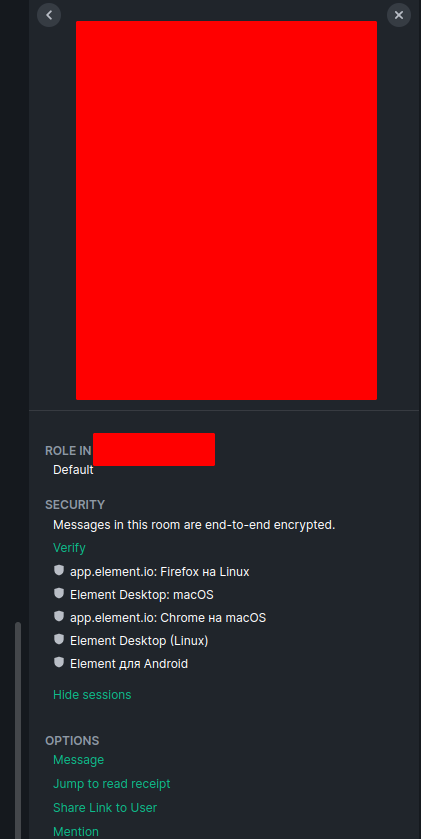 ROLE IN
Default
SECURITY
Messages in this room are end-to-end encrypted.
Verify
app.element.io: Firefox на Linux
Element Desktop: macOS
app.element.io: Chrome на macOS
Element Desktop (Linux)
Element для Android
Hide sessions
OPTIONS
Message
Jump to read receipt
Share Link to User
Mention